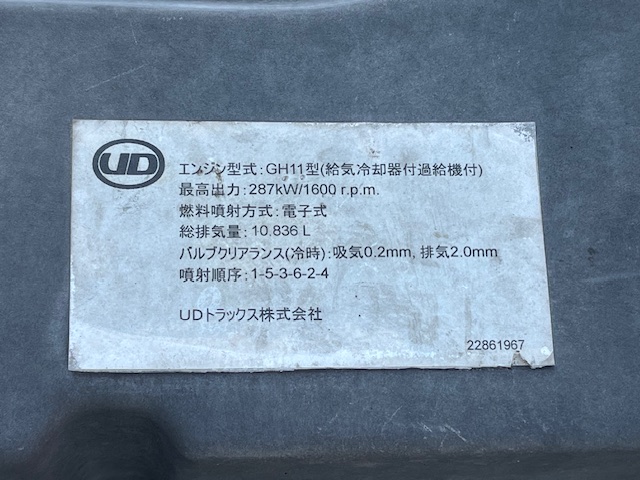 UD
エンジン型式:GH11型(給気冷却器付過給機付)
最高出力:287kW/1600 r.p.m.
燃料噴射方式:電子式
総排気量:10.836 L
バルブクリアランス(冷時):吸気0.2mm, 排気2.0mm
噴射順序:1-5-3-6-2-4
UDトラックス株式会社
22861967